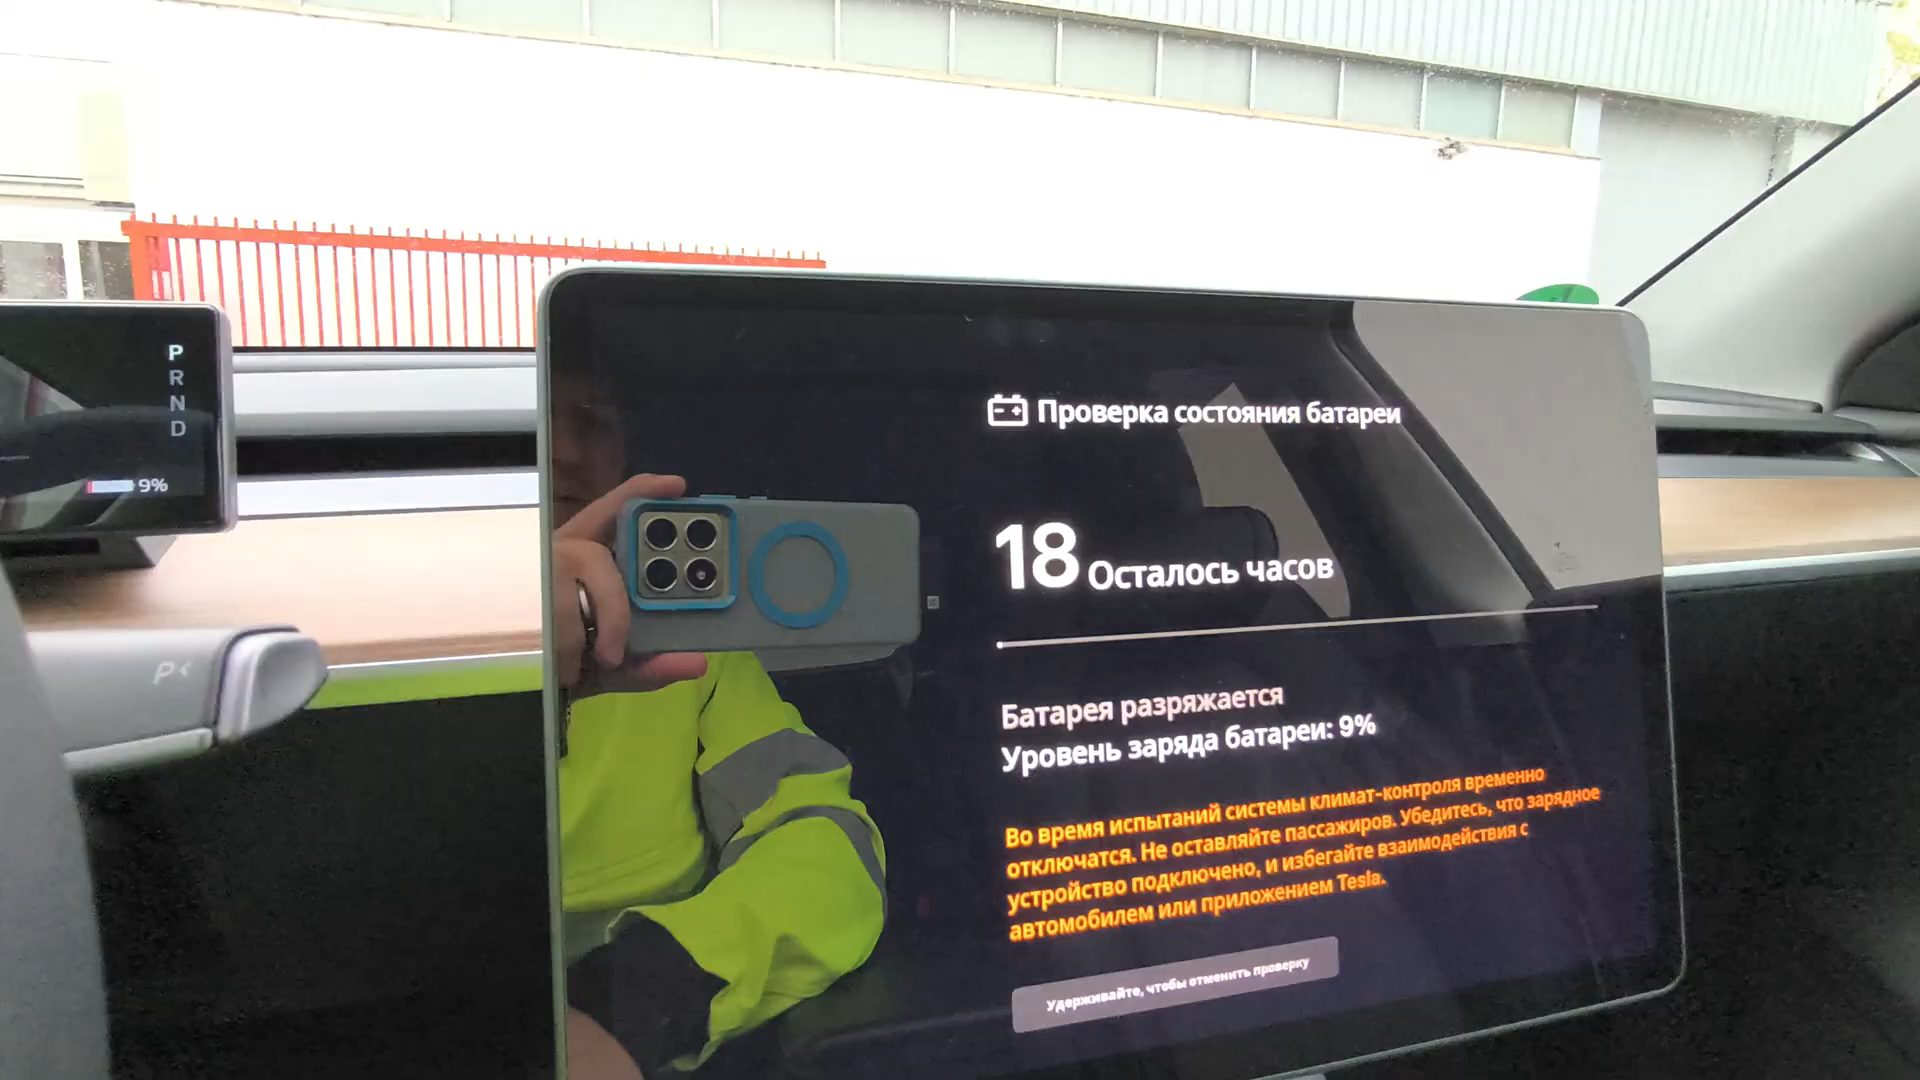 P
R
N
D
9%
P
Проверка состояния батареи
18 Осталось часов
Батарея разряжается
Уровень заряда батареи: 9%
Во время испытаний системы климат-контроля временно
отключатся. Не оставляйте пассажиров. Убедитесь, что зарядное
устройство подключено, и избегайте взаимодействия с
автомобилем или приложением Tesla.
Удерживайте, чтобы отменить проверку